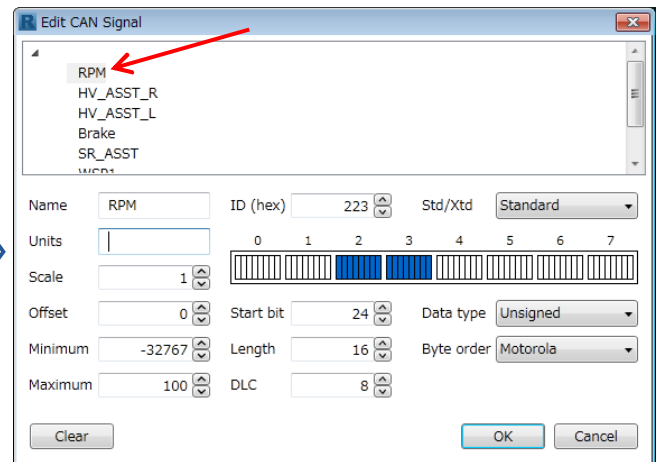 R Edit CAN Signal
RPM
HV_ASST_R
HV_ASST_L
Brake
SR_ASST
WSP1
Name RPM ID (hex) 223 Std/Xtd Standard
Units 0 1 2 3 4 5 6 7
Scale 1
Offset 0 Start bit 24 Data type Unsigned
Minimum -32767 Length 16 Byte order Motorola
Maximum 100 DLC 8
Clear OK Cancel